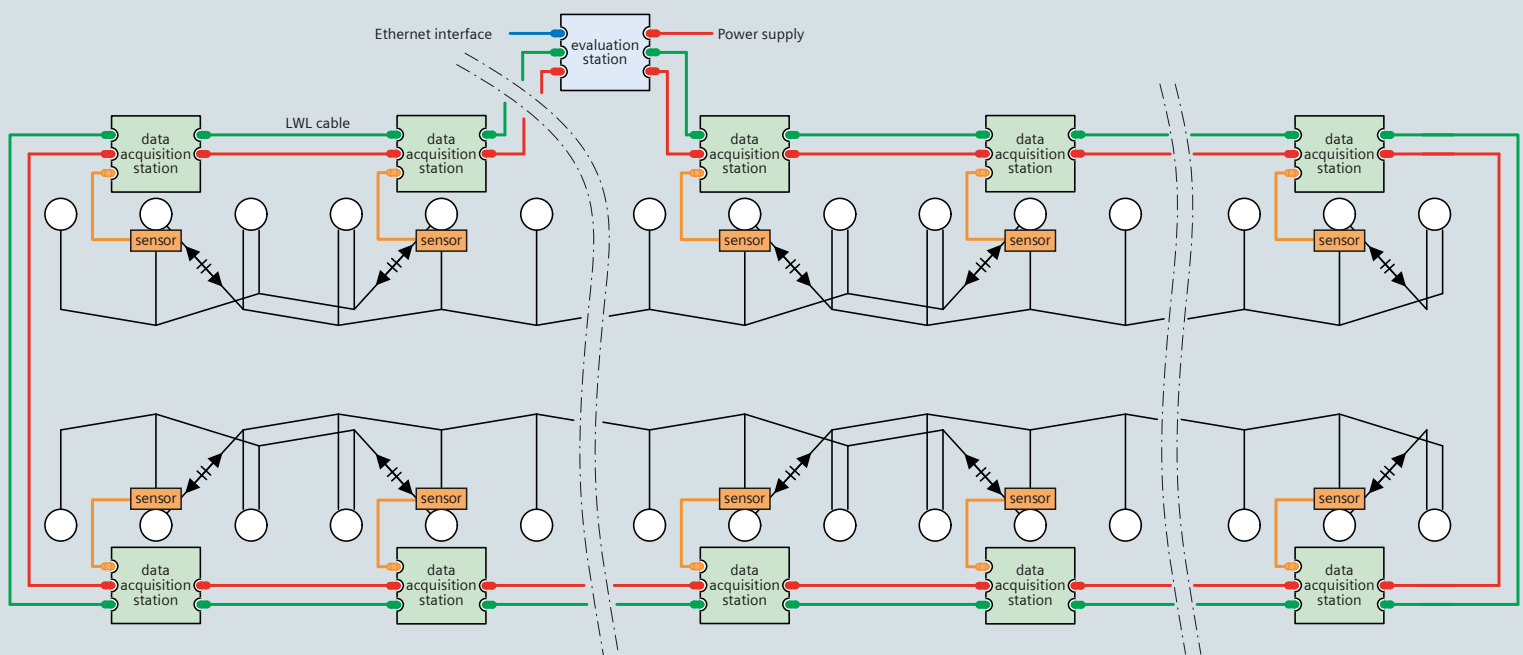 Ethernet interface
evaluation
station
Power supply
LWL cable
data
acquisition
station
data
acquisition
station
data
acquisition
station
data
acquisition
station
data
acquisition
station
sensor
sensor
sensor
sensor
sensor
sensor
sensor
sensor
sensor
sensor
data
acquisition
station
data
acquisition
station
data
acquisition
station
data
acquisition
station
data
acquisition
station